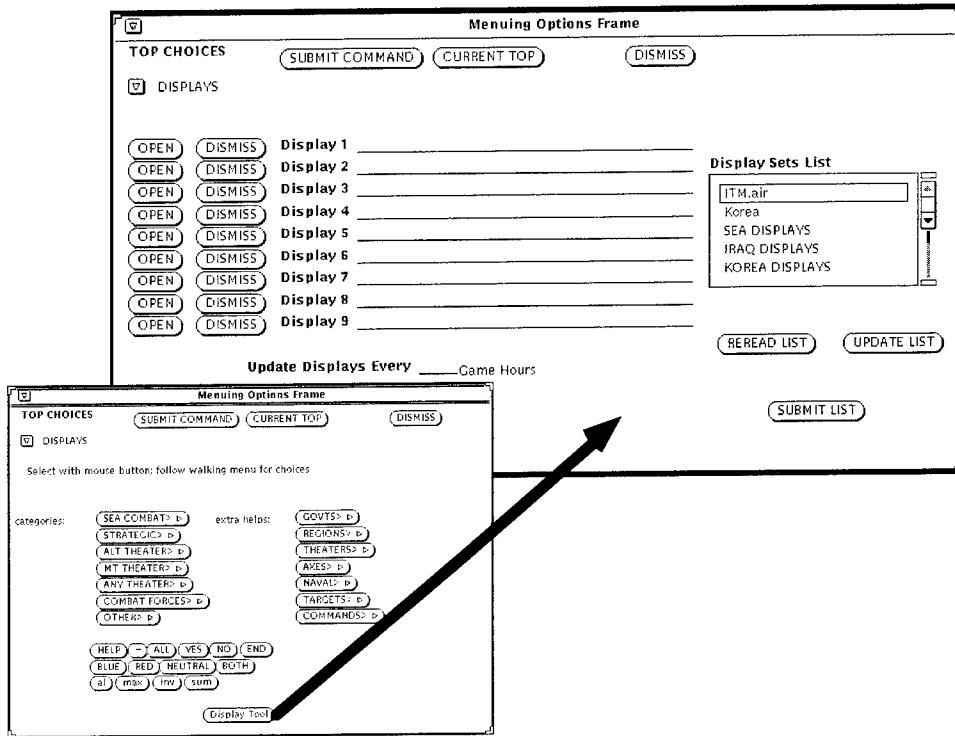 Menuing Options Frame
TOP CHOICES
SUBMIT COMMAND CURRENT TOP DISMISS
DISPLAYS
OPEN DISMISS Display 1
OPEN DISMISS Display 2
OPEN DISMISS Display 3
OPEN DISMISS Display 4
OPEN DISMISS Display 5
OPEN DISMISS Display 6
OPEN DISMISS Display 7
OPEN DISMISS Display 8
OPEN DISMISS Display 9
Display Sets List
ITM.air
Korea
SEA DISPLAYS
IRAQ DISPLAYS
KOREA DISPLAYS
REREAD LIST UPDATE LIST
Update Displays Every Game Hours
SUBMIT LIST
Menuing Options Frame
TOP CHOICES
SUBMIT COMMAND CURRENT TOP DISMISS
DISPLAYS
Select with mouse button; follow walking menu for choices
categories:
SEA COMBAT>
STRATEGIC>
ALT THEATER>
MT THEATER>
ANY THEATER>
COMBAT FORCES>
OTHER>
extra helps:
GOVTS>
REGIONS>
THEATERS>
AXES>
NAVAL>
TARGETS>
COMMANDS>
HELP - ALL YES NO END
BLUE RED NEUTRAL BOTH
al max inv sum
Display Tool